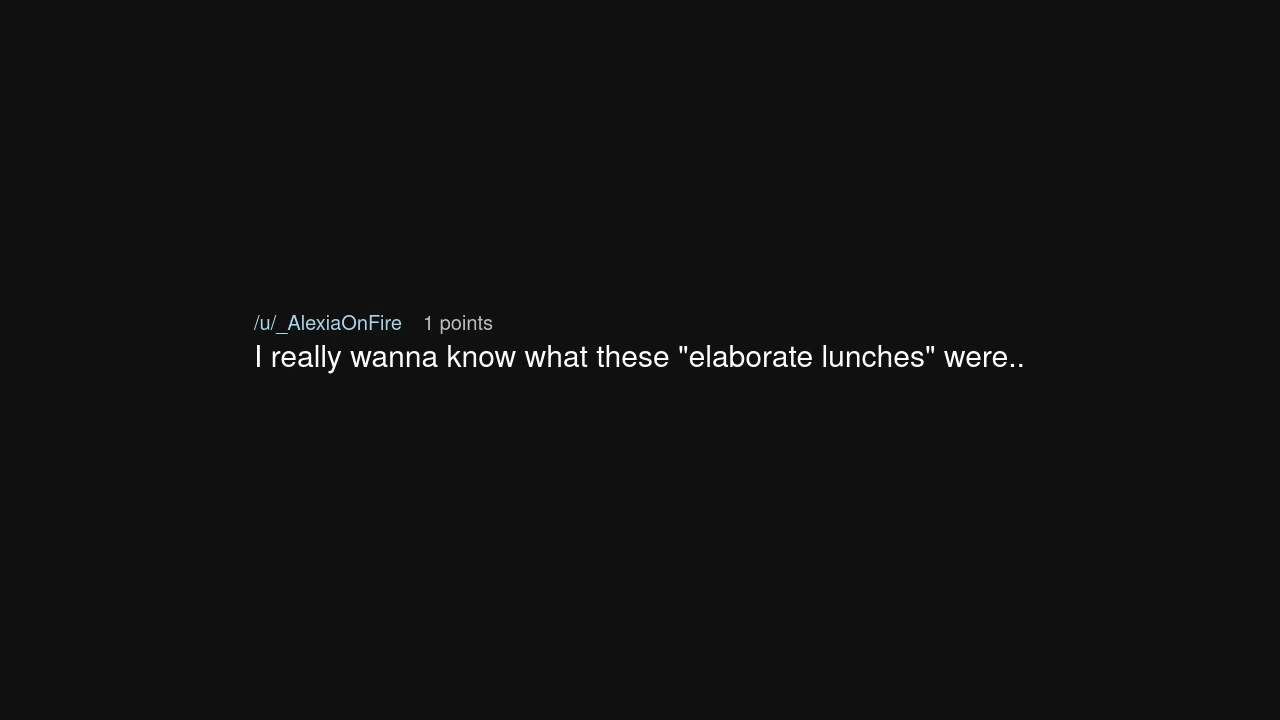 /u/_AlexiaOnFire 1 points
I really wanna know what these "elaborate lunches" were..